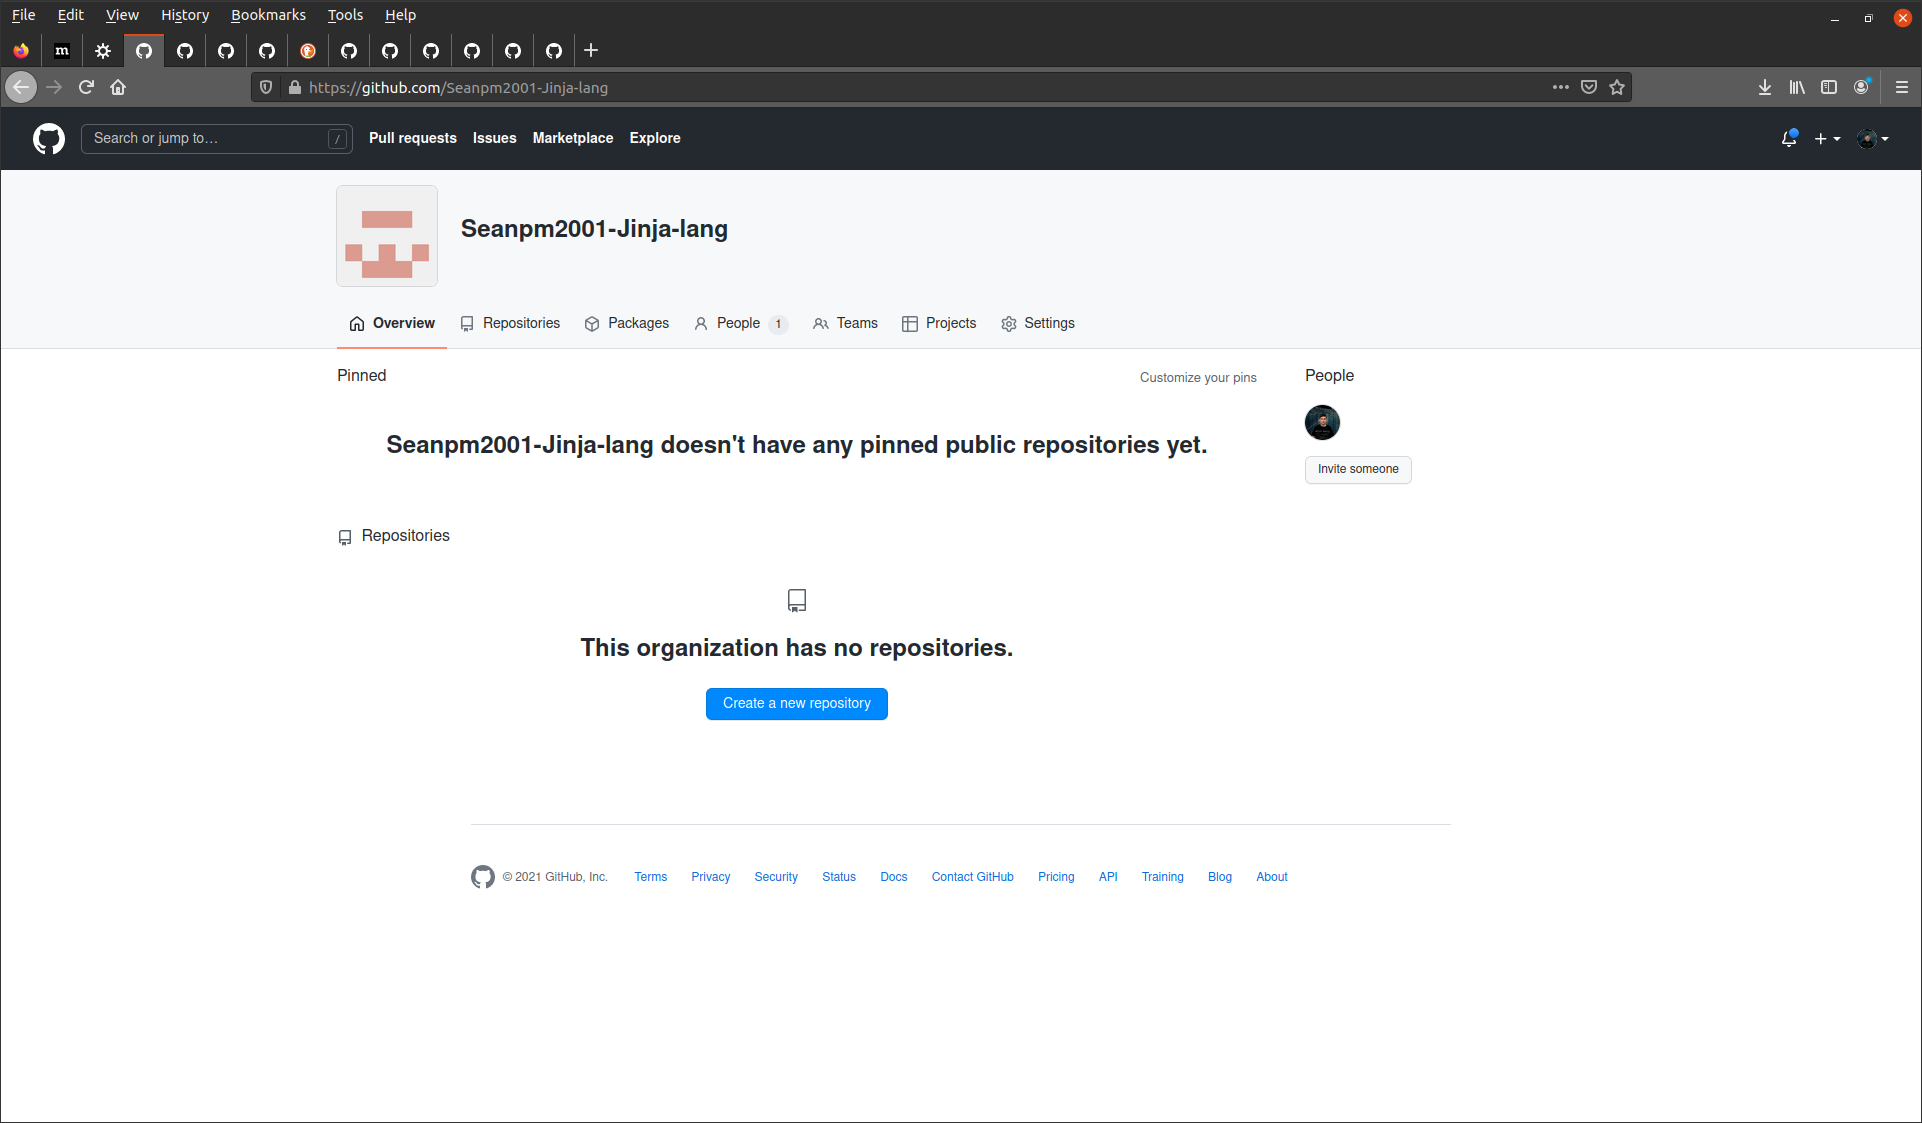 File Edit View History Bookmarks Tools Help
m
https://github.com/Seanpm2001-Jinja-lang
Search or jump to… / Pull requests Issues Marketplace Explore
Seanpm2001-Jinja-lang
Overview Repositories Packages People 1 Teams Projects Settings
Pinned Customize your pins People
Seanpm2001-Jinja-lang doesn't have any pinned public repositories yet.
Invite someone
Repositories
This organization has no repositories.
Create a new repository
© 2021 GitHub, Inc. Terms Privacy Security Status Docs Contact GitHub Pricing API Training Blog About